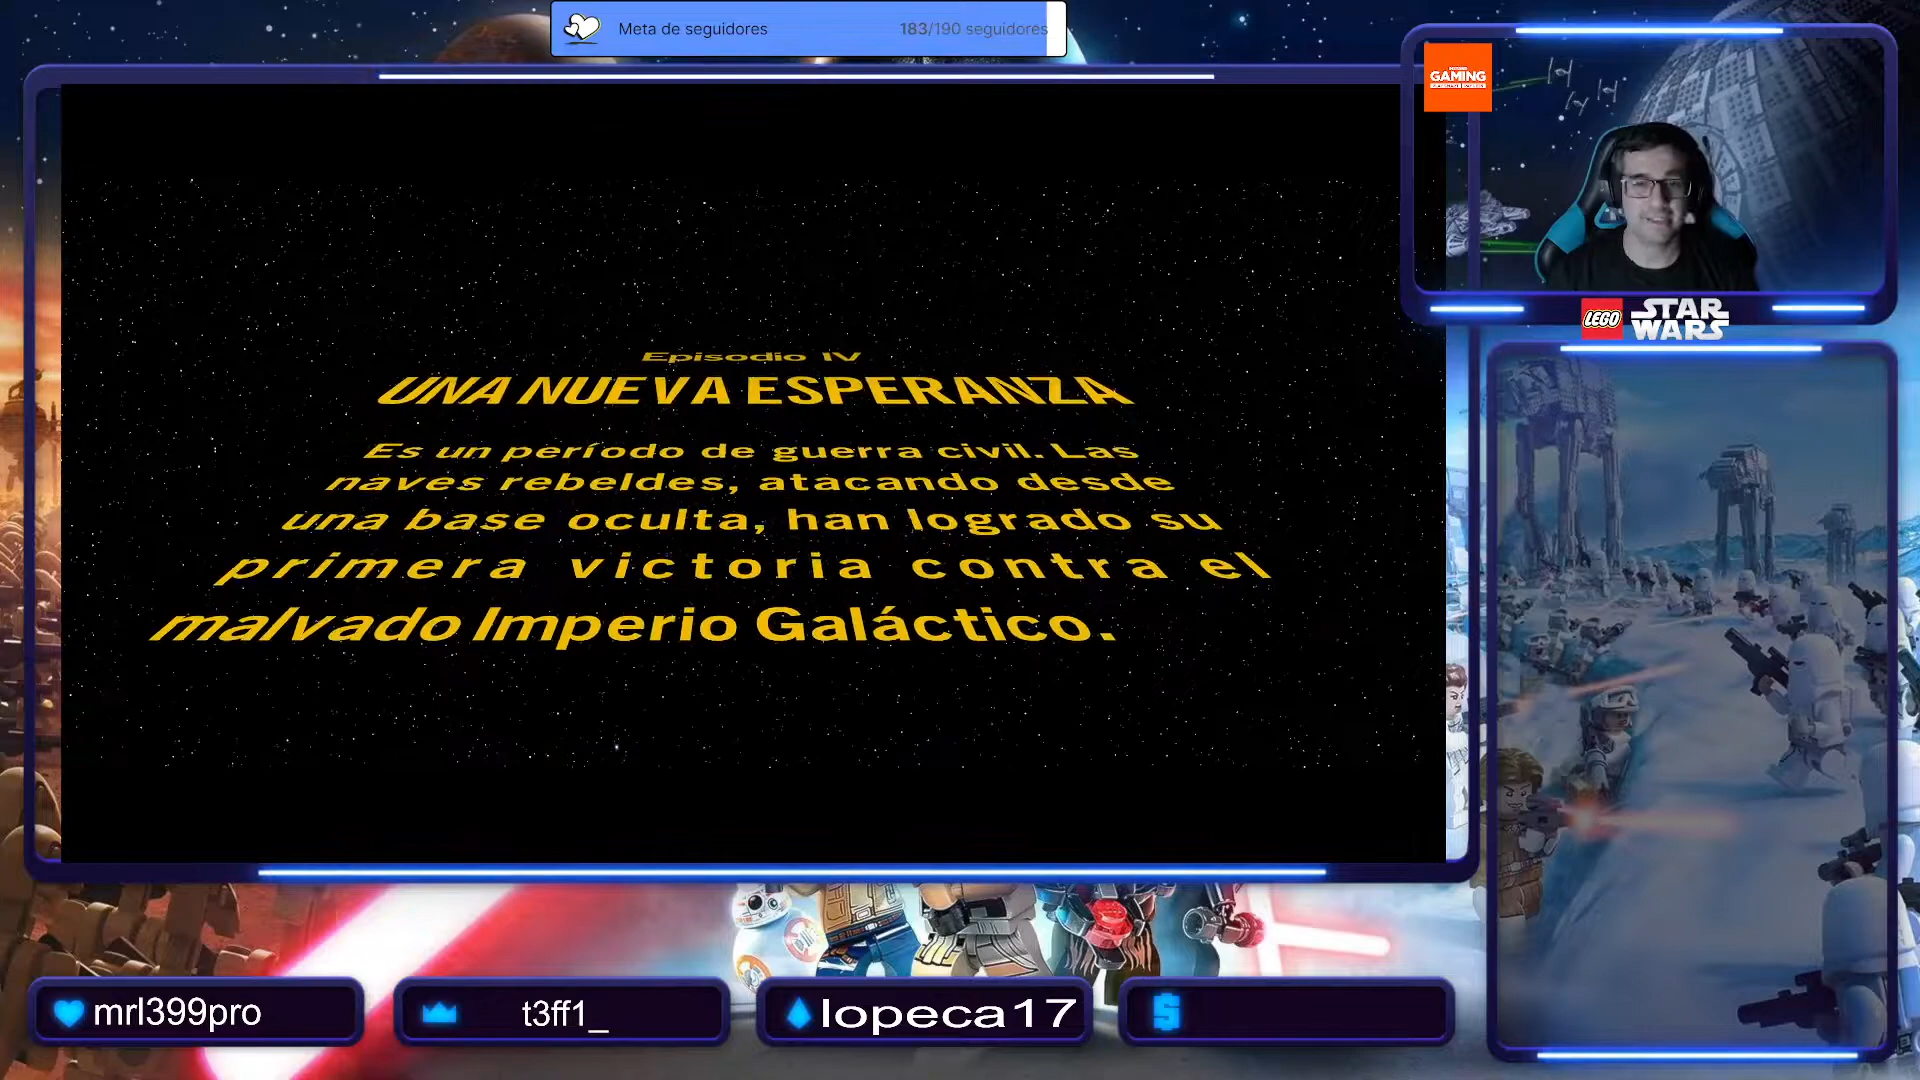 Meta de seguidores 183/190 seguidores
GAMING
LEGO STAR WARS
Episodio IV
UNA NUEVA ESPERANZA
Es un período de guerra civil. Las
naves rebeldes, atacando desde
una base oculta, han logrado su
primera victoria contra el
malvado Imperio Galáctico.
mrl399pro
t3ff1_
lopeca17